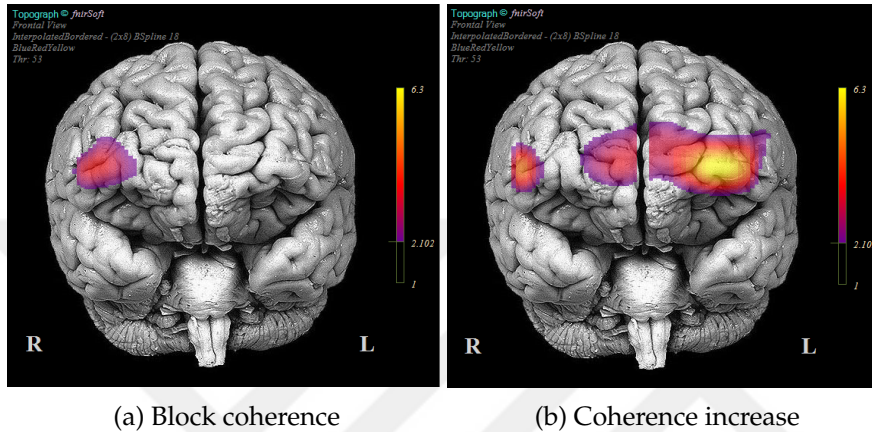 Topograph © fnirSoft
Frontal View
InterpolatedBordered - (2x8) BSpline 18
BlueRedYellow
Thr: 53
6.3
2.102
1
R
L
(a) Block coherence
Topograph © fnirSoft
Frontal View
InterpolatedBordered - (2x8) BSpline 18
BlueRedYellow
Thr: 53
6.3
2.10
1
R
L
(b) Coherence increase